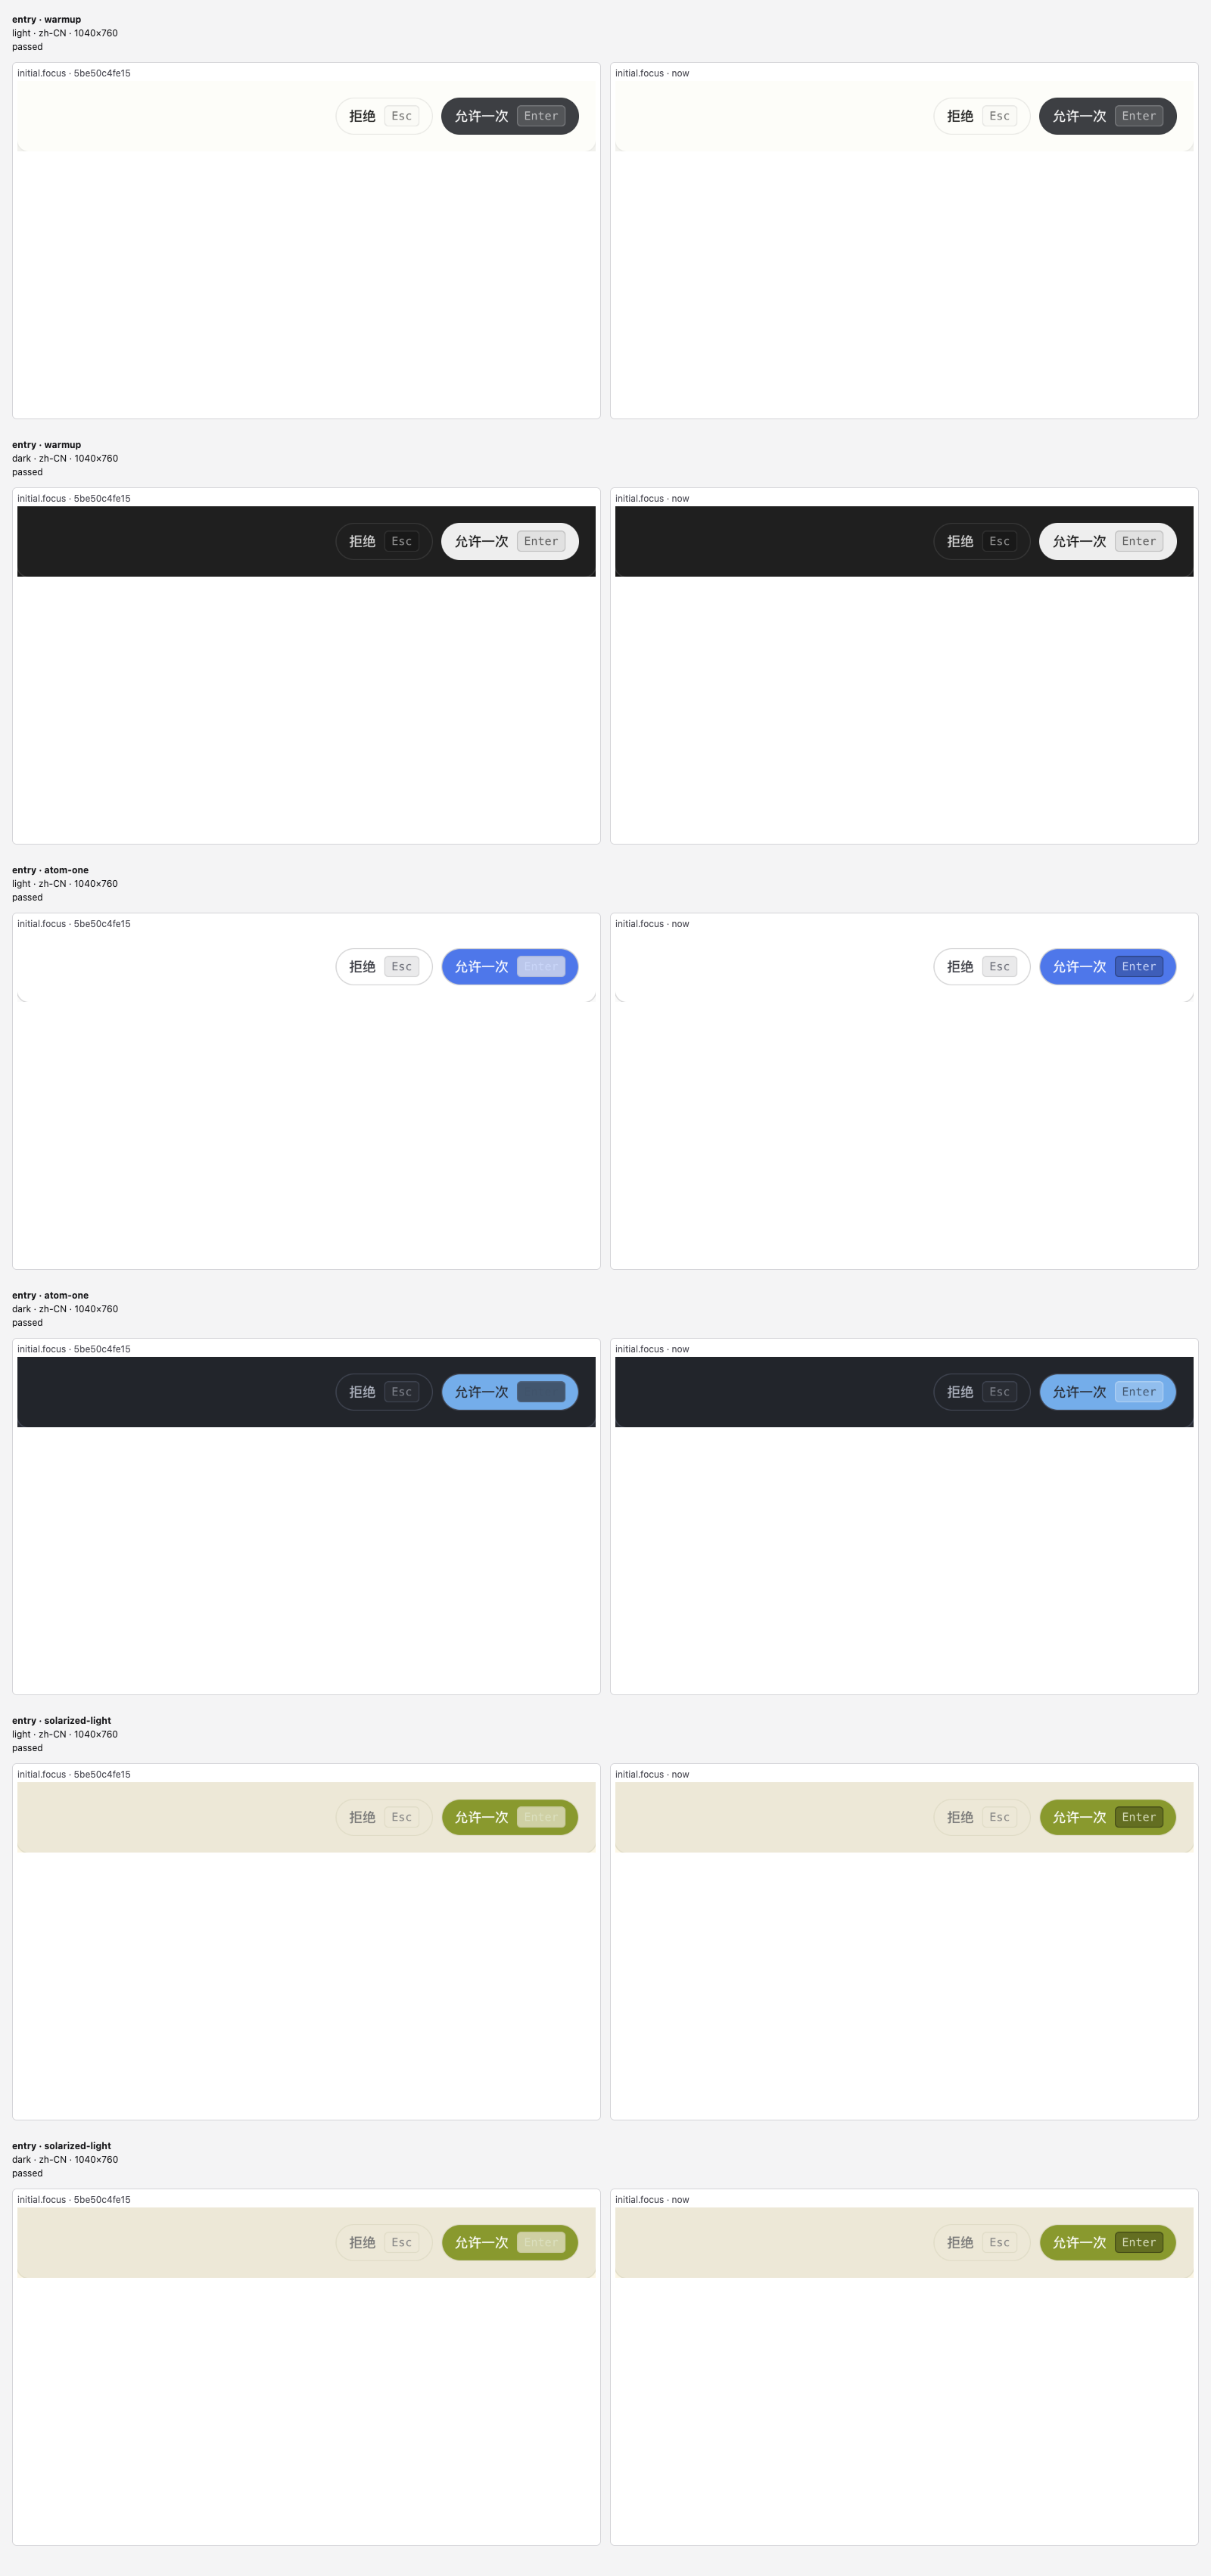 entry · warmup
light · zh-CN · 1040×760
passed
initial.focus · 5be50c4fe15
拒绝 Esc 允许一次 Enter
initial.focus · now
拒绝 Esc 允许一次 Enter
entry · warmup
dark · zh-CN · 1040×760
passed
initial.focus · 5be50c4fe15
拒绝 Esc 允许一次 Enter
initial.focus · now
拒绝 Esc 允许一次 Enter
entry · atom-one
light · zh-CN · 1040×760
passed
initial.focus · 5be50c4fe15
拒绝 Esc 允许一次 Enter
initial.focus · now
拒绝 Esc 允许一次 Enter
entry · atom-one
dark · zh-CN · 1040×760
passed
initial.focus · 5be50c4fe15
拒绝 Esc 允许一次
initial.focus · now
拒绝 Esc 允许一次 Enter
entry · solarized-light
light · zh-CN · 1040×760
passed
initial.focus · 5be50c4fe15
拒绝 Esc 允许一次 Enter
initial.focus · now
拒绝 Esc 允许一次 Enter
entry · solarized-light
dark · zh-CN · 1040×760
passed
initial.focus · 5be50c4fe15
拒绝 Esc 允许一次 Enter
initial.focus · now
拒绝 Esc 允许一次 Enter